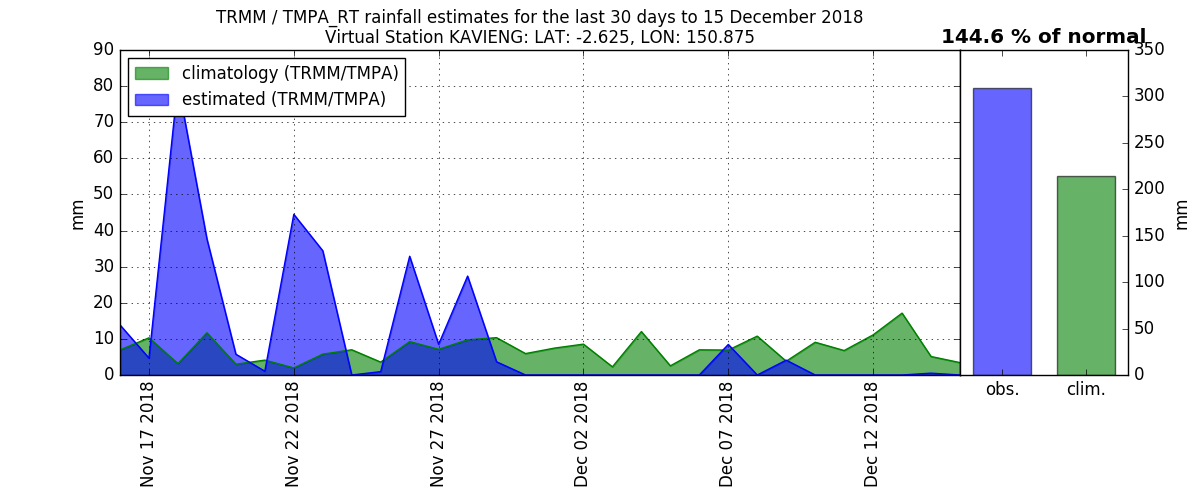 TRMM / TMPA_RT rainfall estimates for the last 30 days to 15 December 2018
Virtual Station KAVIENG: LAT: -2.625, LON: 150.875
144.6 % of normal
climatology (TRMM/TMPA)
estimated (TRMM/TMPA)
90
80
70
60
50
40
30
20
10
0
mm
Nov 17 2018
Nov 22 2018
Nov 27 2018
Dec 02 2018
Dec 07 2018
Dec 12 2018
obs.
clim.
350
300
250
200
150
100
50
0
mm